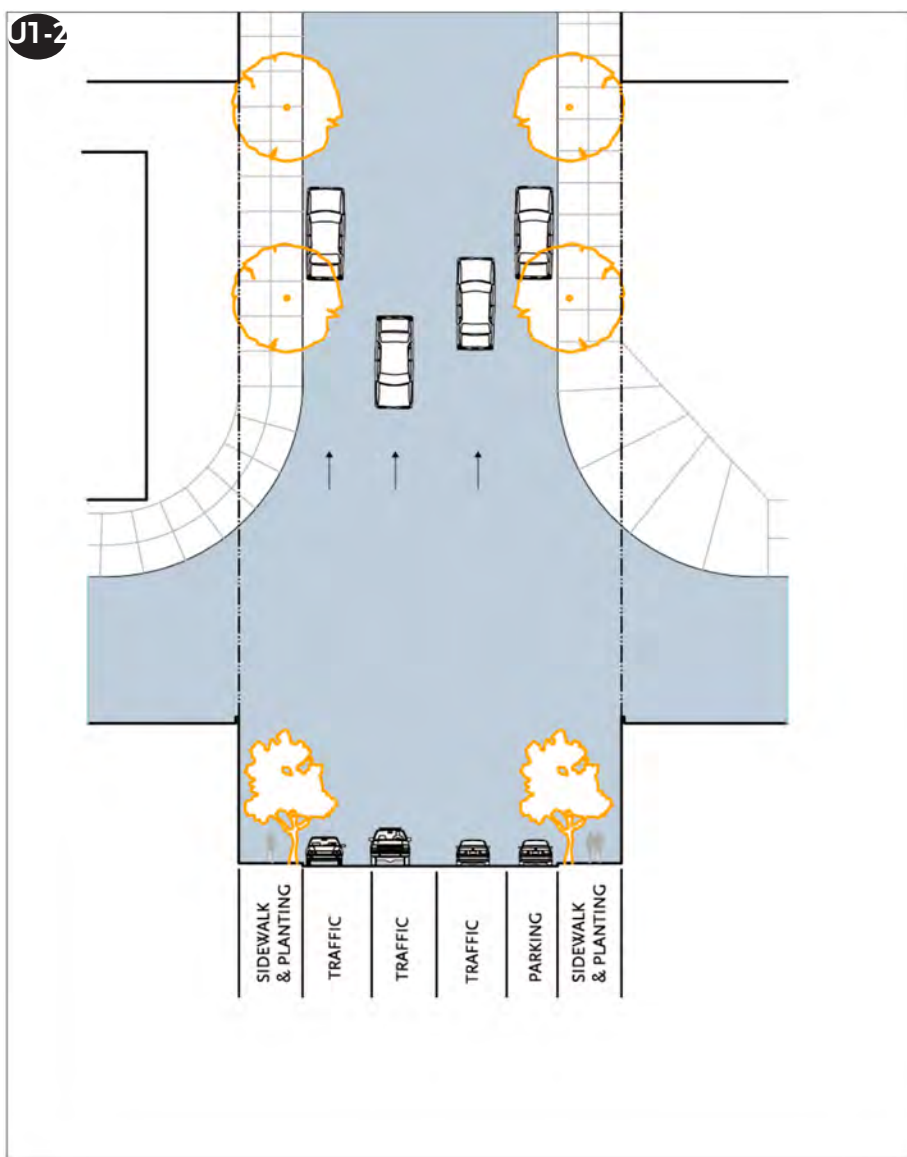 U1-2
SIDEWALK
& PLANTING
TRAFFIC
TRAFFIC
TRAFFIC
PARKING
SIDEWALK
& PLANTING